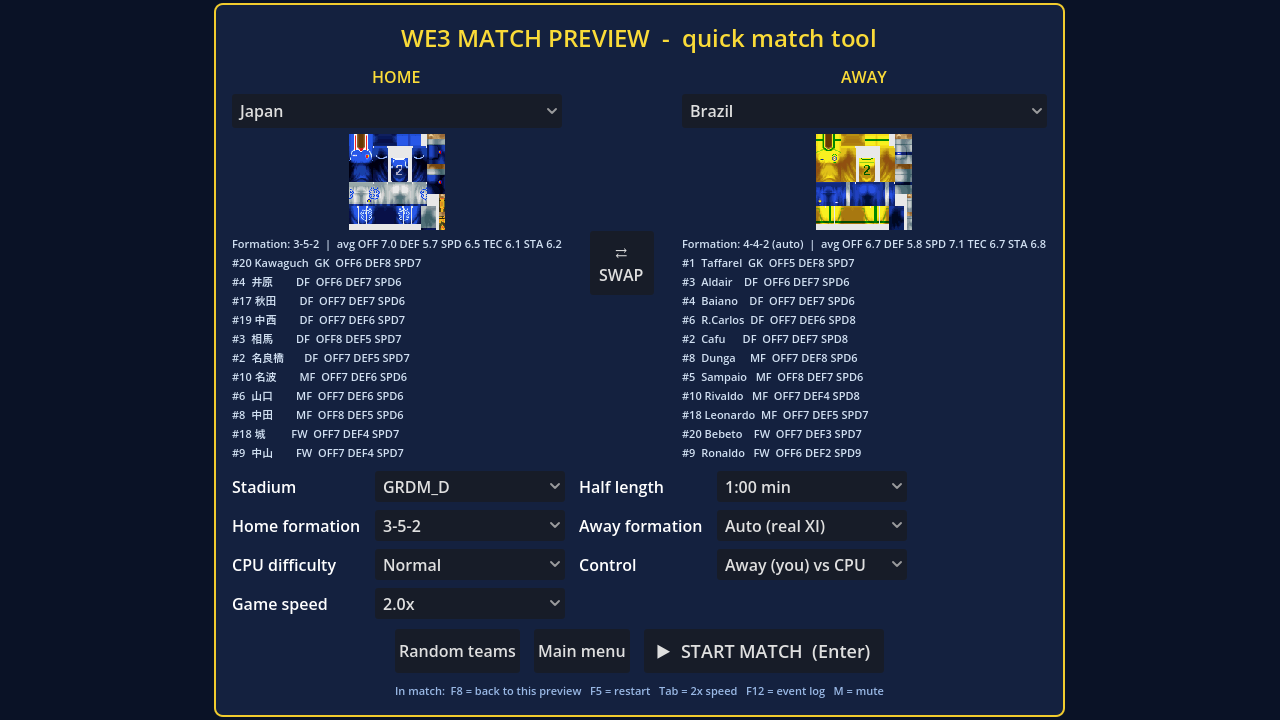 WE3 MATCH PREVIEW - quick match tool
HOME
AWAY
Japan
Brazil
2
2
Formation: 3-5-2 | avg OFF 7.0 DEF 5.7 SPD 6.5 TEC 6.1 STA 6.2
#20 Kawaguch GK OFF6 DEF8 SPD7
#4 井原 DF OFF6 DEF7 SPD6
#17 秋田 DF OFF7 DEF7 SPD6
#19 中西 DF OFF7 DEF6 SPD7
#3 相馬 DF OFF8 DEF5 SPD7
#2 名良橋 DF OFF7 DEF5 SPD7
#10 名波 MF OFF7 DEF6 SPD6
#6 山口 MF OFF7 DEF6 SPD6
#8 中田 MF OFF8 DEF5 SPD6
#18 城 FW OFF7 DEF4 SPD7
#9 中山 FW OFF7 DEF4 SPD7
⇄
SWAP
Formation: 4-4-2 (auto) | avg OFF 6.7 DEF 5.8 SPD 7.1 TEC 6.7 STA 6.8
#1 Taffarel GK OFF5 DEF8 SPD7
#3 Aldair DF OFF6 DEF7 SPD6
#4 Baiano DF OFF7 DEF7 SPD6
#6 R.Carlos DF OFF7 DEF6 SPD8
#2 Cafu DF OFF7 DEF7 SPD8
#8 Dunga MF OFF7 DEF8 SPD6
#5 Sampaio MF OFF8 DEF7 SPD6
#10 Rivaldo MF OFF7 DEF4 SPD8
#18 Leonardo MF OFF7 DEF5 SPD7
#20 Bebeto FW OFF7 DEF3 SPD7
#9 Ronaldo FW OFF6 DEF2 SPD9
Stadium GRDM_D Half length 1:00 min
Home formation 3-5-2 Away formation Auto (real XI)
CPU difficulty Normal Control Away (you) vs CPU
Game speed 2.0x
Random teams Main menu ▶ START MATCH (Enter)
In match: F8 = back to this preview F5 = restart Tab = 2x speed F12 = event log M = mute